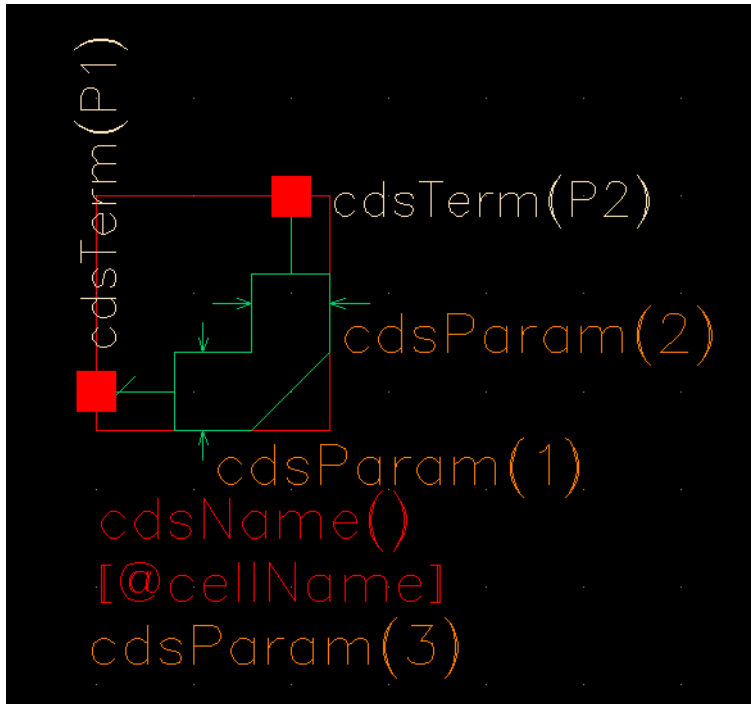 cdsTerm(P1)
cdsTerm(P2)
cdsParam(2)
cdsParam(1)
cdsName()
[@cellName]
cdsParam(3)